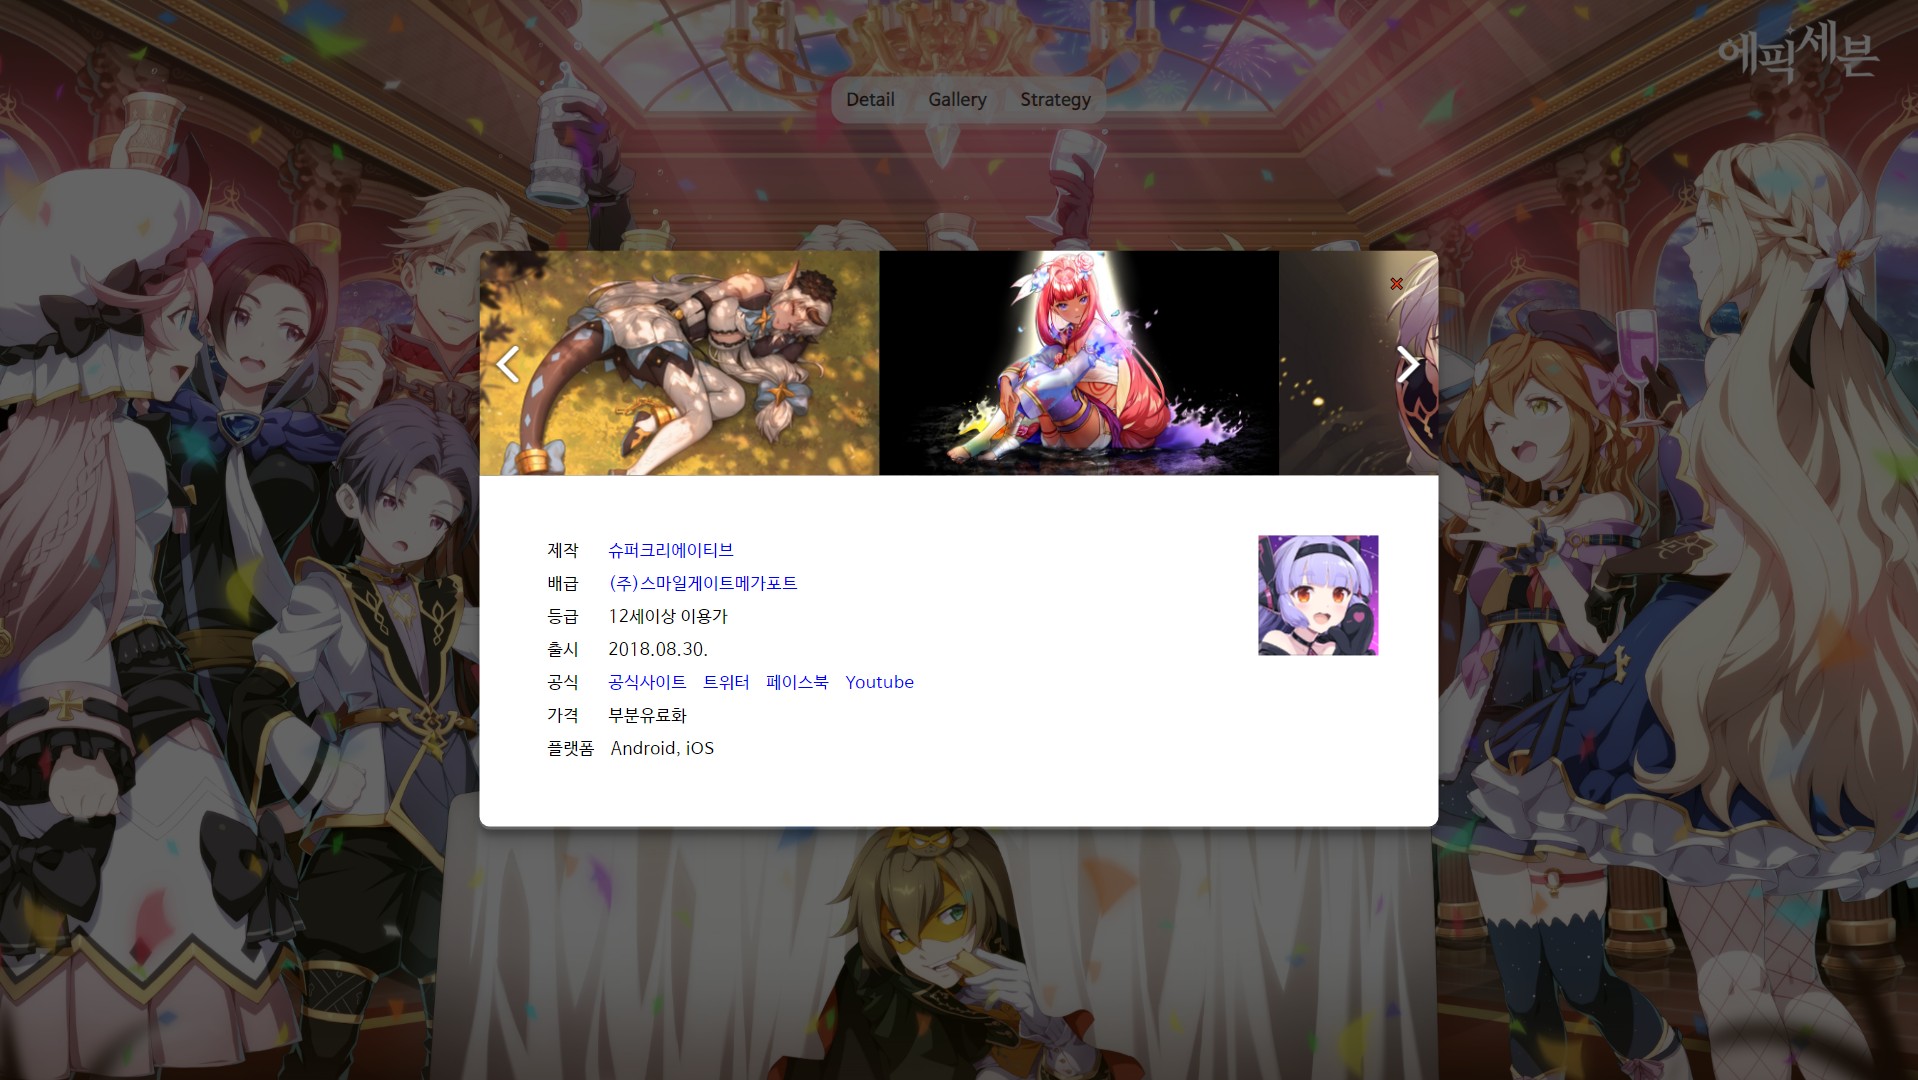 에픽세븐
Detail Gallery Strategy
제작 슈퍼크리에이티브
배급 (주)스마일게이트메가포트
등급 12세이상 이용가
출시 2018.08.30.
공식 공식사이트 트위터 페이스북 Youtube
가격 부분유료화
플랫폼 Android, iOS